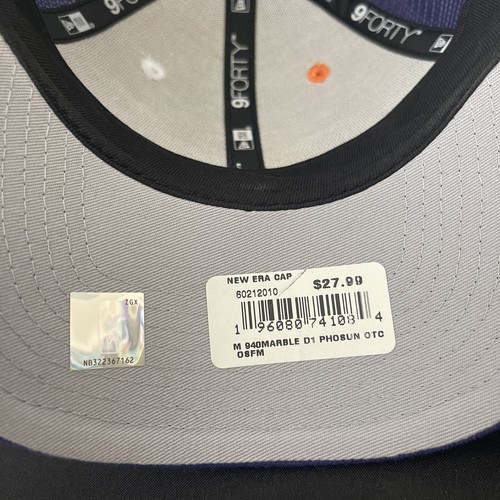 9FORTY
9FORTY
9FORTY
NEW ERA CAP
$27.99
60212010
1 96080 74108 4
M 940MARBLE D1 PHOSUN OTC
OSFM
ZGX
NB322367162